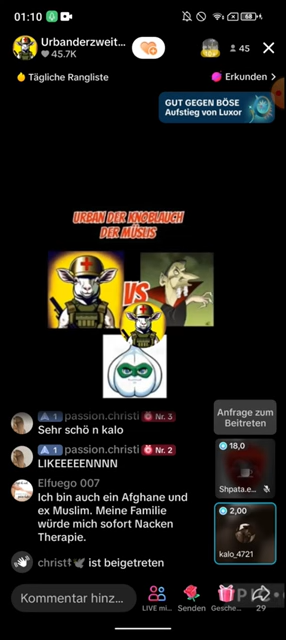 01:10
68
Urbanderzweit...
45.7K
45
Tägliche Rangliste
Erkunden >
GUT GEGEN BÖSE
Aufstieg von Luxor
URBAN DER KNOBLAUCH
DER MÜSLIS
VS
1 passion.christi Nr. 3
Sehr schö n kalo
1 passion.christi Nr. 2
LIKEEEEENNNN
Elfuego 007
Ich bin auch ein Afghane und
ex Muslim. Meine Familie
würde mich sofort Nacken
Therapie.
christ ist beigetreten
Anfrage zum
Beitreten
18,0
Shpata.e...
2,00
kalo_4721
Kommentar hinz...
LIVE mi...
Senden
Gesche...
29